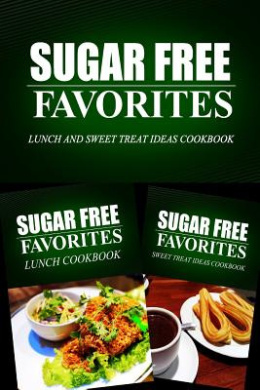 SUGAR FREE
FAVORITES
LUNCH AND SWEET TREAT IDEAS COOKBOOK
SUGAR FREE
FAVORITES
LUNCH COOKBOOK
SUGAR FREE
FAVORITES
SWEET TREAT IDEAS COOKBOOK